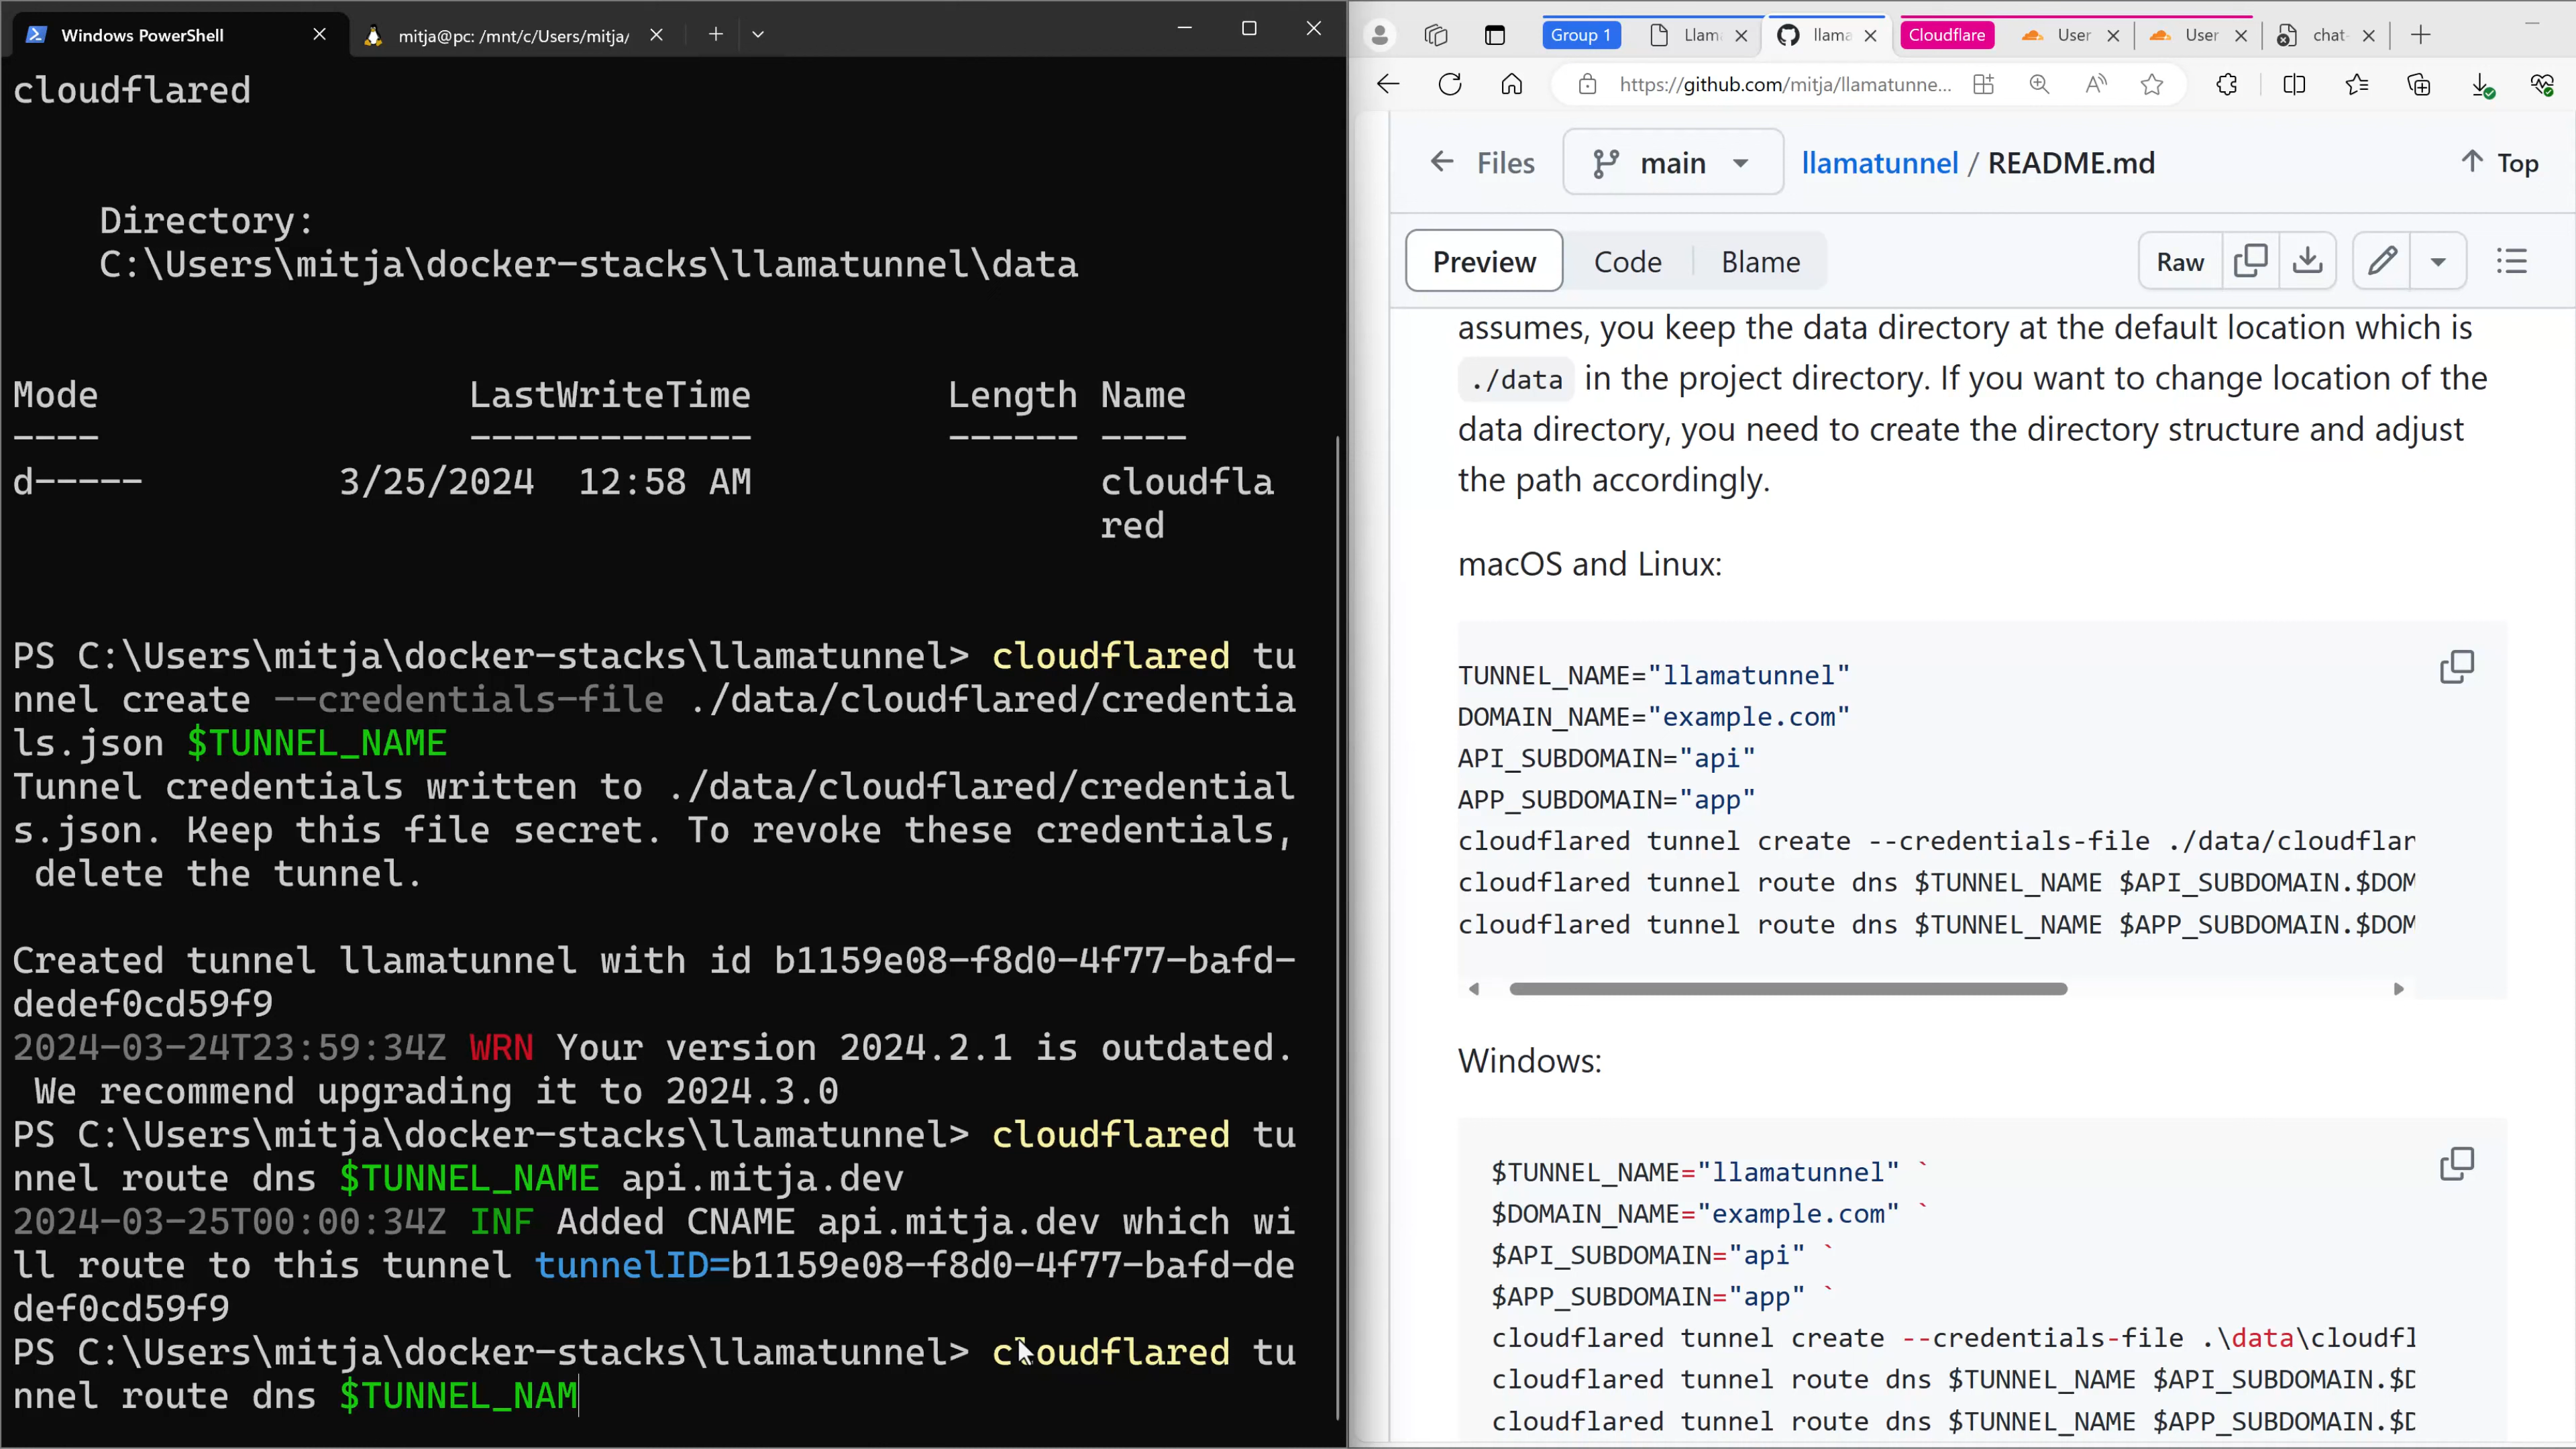 Windows PowerShell
mitja@pc: /mnt/c/Users/mitja/
cloudflared
Directory:
C:\Users\mitja\docker-stacks\llamatunnel\data
Mode LastWriteTime Length Name
---- ------------- ------ ----
d----- 3/25/2024 12:58 AM cloudfla
red
PS C:\Users\mitja\docker-stacks\llamatunnel> cloudflared tu
nnel create --credentials-file ./data/cloudflared/credentia
ls.json $TUNNEL_NAME
Tunnel credentials written to ./data/cloudflared/credential
s.json. Keep this file secret. To revoke these credentials,
delete the tunnel.
Created tunnel llamatunnel with id b1159e08-f8d0-4f77-bafd-
dedef0cd59f9
2024-03-24T23:59:34Z WRN Your version 2024.2.1 is outdated.
We recommend upgrading it to 2024.3.0
PS C:\Users\mitja\docker-stacks\llamatunnel> cloudflared tu
nnel route dns $TUNNEL_NAME api.mitja.dev
2024-03-25T00:00:34Z INF Added CNAME api.mitja.dev which wi
ll route to this tunnel tunnelID=b1159e08-f8d0-4f77-bafd-de
def0cd59f9
PS C:\Users\mitja\docker-stacks\llamatunnel> cloudflared tu
nnel route dns $TUNNEL_NAM
Group 1 Llam llama Cloudflare User User chat
https://github.com/mitja/llamatunne...
Files main llamatunnel / README.md Top
Preview Code Blame Raw
assumes, you keep the data directory at the default location which is
./data in the project directory. If you want to change location of the
data directory, you need to create the directory structure and adjust
the path accordingly.
macOS and Linux:
TUNNEL_NAME="llamatunnel"
DOMAIN_NAME="example.com"
API_SUBDOMAIN="api"
APP_SUBDOMAIN="app"
cloudflared tunnel create --credentials-file ./data/cloudflar
cloudflared tunnel route dns $TUNNEL_NAME $API_SUBDOMAIN.$DOM
cloudflared tunnel route dns $TUNNEL_NAME $APP_SUBDOMAIN.$DOM
Windows:
$TUNNEL_NAME="llamatunnel" `
$DOMAIN_NAME="example.com" `
$API_SUBDOMAIN="api" `
$APP_SUBDOMAIN="app" `
cloudflared tunnel create --credentials-file .\data\cloudfl
cloudflared tunnel route dns $TUNNEL_NAME $API_SUBDOMAIN.$D
cloudflared tunnel route dns $TUNNEL_NAME $APP_SUBDOMAIN.$D